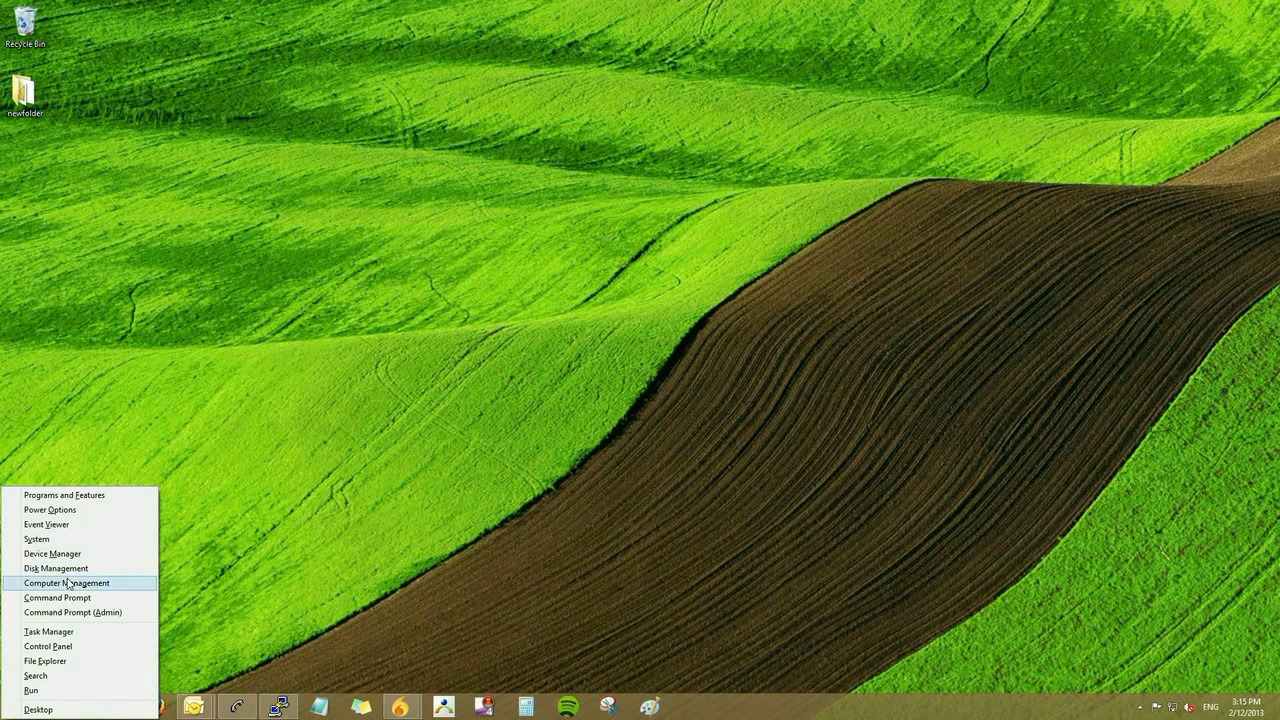 Recycle Bin
newfolder
Programs and Features
Power Options
Event Viewer
System
Device Manager
Disk Management
Computer Management
Command Prompt
Command Prompt (Admin)
Task Manager
Control Panel
File Explorer
Search
Run
Desktop
ENG
3:15 PM
2/12/2013